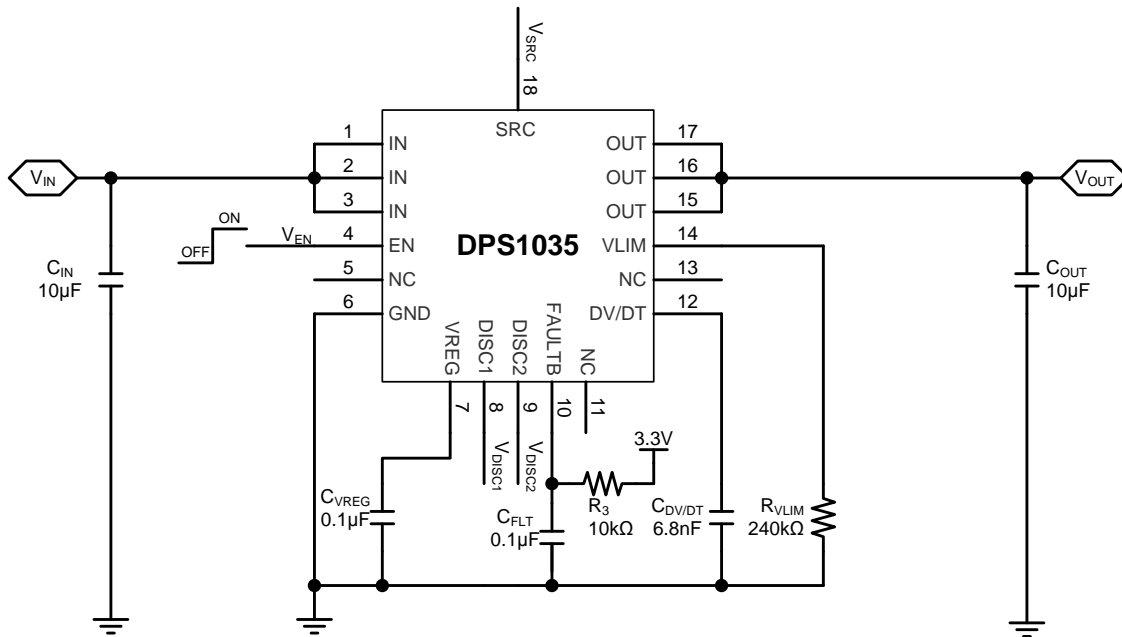 VSRC
18
SRC
1
IN
OUT
17
VIN
2
IN
OUT
16
VOUT
3
IN
OUT
15
ON
OFF
VEN
4
EN
DPS1035
VLIM
14
CIN
10µF
5
NC
NC
13
COUT
10µF
6
GND
DV/DT
12
VREG
DISC1
DISC2
FAULTB
NC
7
8
9
10
11
VDISC1
VDISC2
3.3V
CVREG
0.1µF
CFLT
0.1µF
R3
10kΩ
CDV/DT
6.8nF
RVLIM
240kΩ